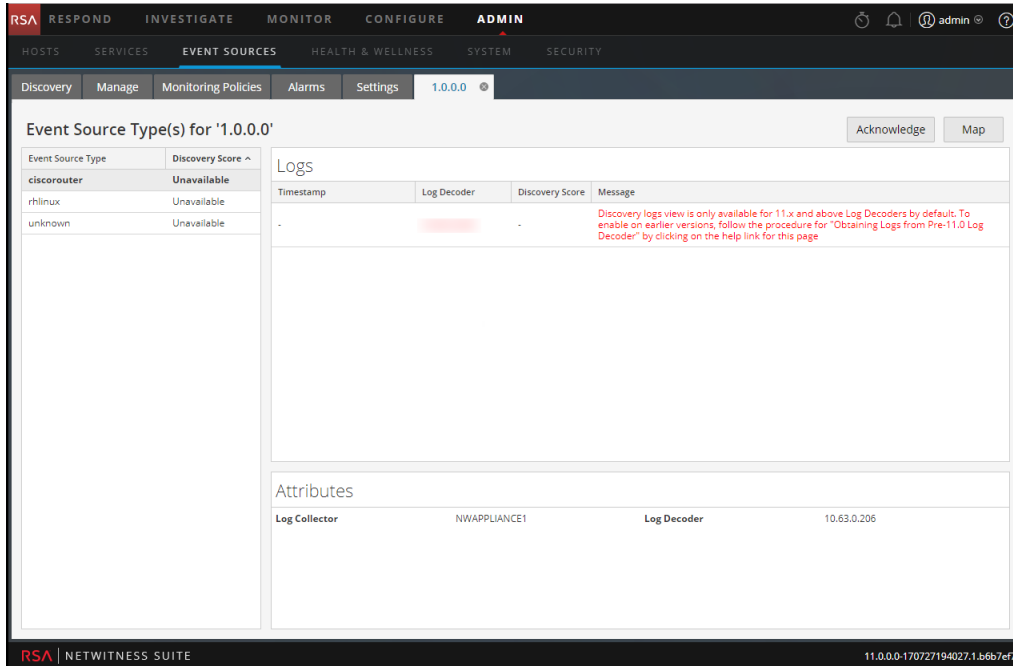 RSA RESPOND INVESTIGATE MONITOR CONFIGURE ADMIN admin
HOSTS SERVICES EVENT SOURCES HEALTH & WELLNESS SYSTEM SECURITY
Discovery Manage Monitoring Policies Alarms Settings 1.0.0.0
Event Source Type(s) for '1.0.0.0'
Acknowledge Map
Event Source Type Discovery Score
ciscorouter Unavailable
rhlinux Unavailable
unknown Unavailable
Logs
Timestamp Log Decoder Discovery Score Message
- - Discovery logs view is only available for 11.x and above Log Decoders by default. To
enable on earlier versions, follow the procedure for "Obtaining Logs from Pre-11.0 Log
Decoder" by clicking on the help link for this page
Attributes
Log Collector NWAPPLIANCE1 Log Decoder 10.63.0.206
RSA NETWITNESS SUITE 11.0.0.0-170727194027.1.b6b7ef